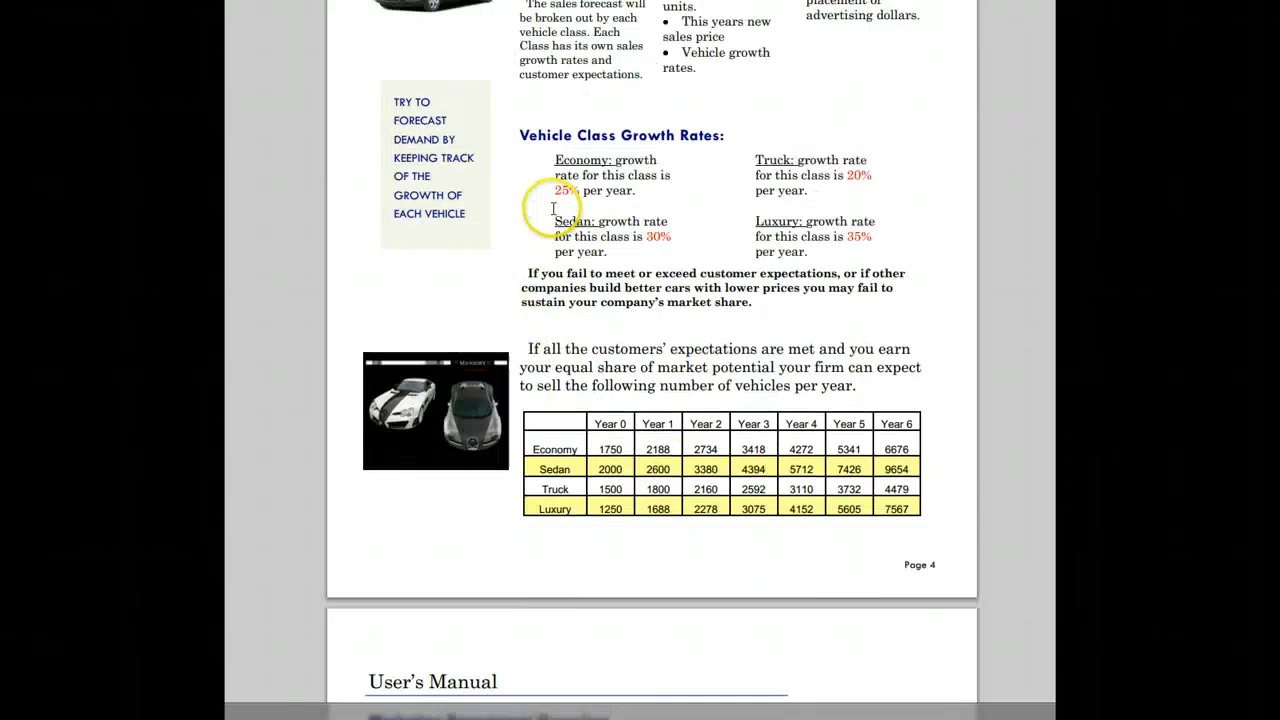 The sales forecast will
be broken out by each
vehicle class. Each
Class has its own sales
growth rates and
customer expectations.
units.
• This years new
sales price
• Vehicle growth
rates.
placement or
advertising dollars.
TRY TO
FORECAST
DEMAND BY
KEEPING TRACK
OF THE
GROWTH OF
EACH VEHICLE
Vehicle Class Growth Rates:
Economy: growth
rate for this class is
25% per year.
Truck: growth rate
for this class is 20%
per year.
Sedan: growth rate
for this class is 30%
per year.
Luxury: growth rate
for this class is 35%
per year.
If you fail to meet or exceed customer expectations, or if other
companies build better cars with lower prices you may fail to
sustain your company's market share.
If all the customers' expectations are met and you earn
your equal share of market potential your firm can expect
to sell the following number of vehicles per year.
Year 0 Year 1 Year 2 Year 3 Year 4 Year 5 Year 6
Economy 1750 2188 2734 3418 4272 5341 6676
Sedan 2000 2600 3380 4394 5712 7426 9654
Truck 1500 1800 2160 2592 3110 3732 4479
Luxury 1250 1688 2278 3075 4152 5605 7567
Page 4
User's Manual